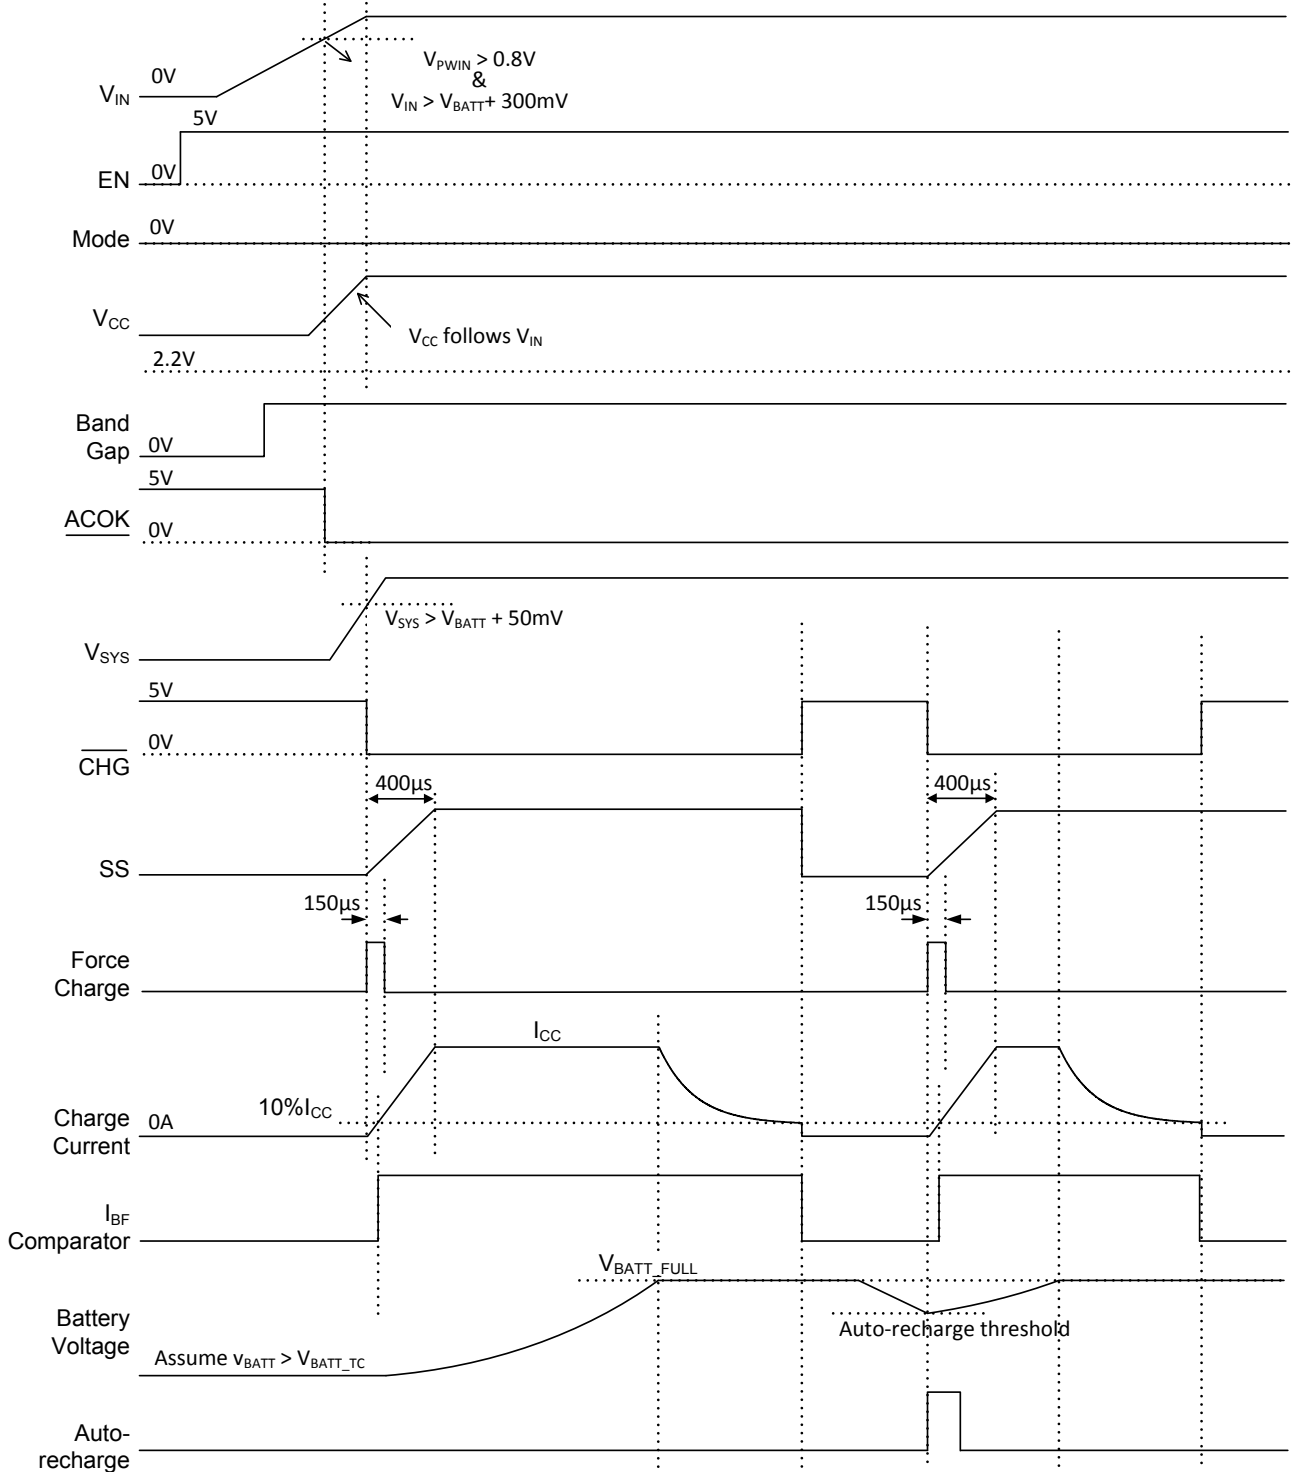 V_IN
0V
V_PWIN > 0.8V
&
V_IN > V_BATT + 300mV
5V
EN
0V
Mode
0V
V_CC
V_CC follows V_IN
2.2V
Band
Gap
0V
5V
ACOK
0V
V_SYS > V_BATT + 50mV
V_SYS
5V
0V
CHG
400µs
400µs
SS
150µs
150µs
Force
Charge
I_CC
10%I_CC
Charge
Current
0A
I_BF
Comparator
V_BATT_FULL
Battery
Voltage
Auto-recharge threshold
Assume v_BATT > V_BATT_TC
Auto-
recharge